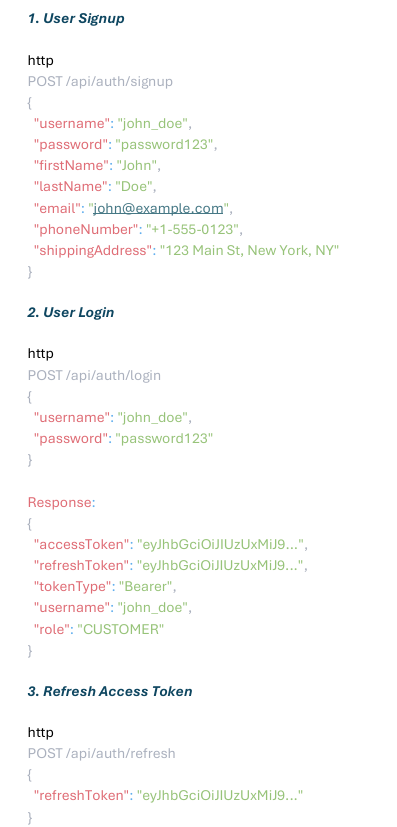 1. User Signup
http
POST /api/auth/signup
{
"username": "john_doe",
"password": "password123",
"firstName": "John",
"lastName": "Doe",
"email": "john@example.com",
"phoneNumber": "+1-555-0123",
"shippingAddress": "123 Main St, New York, NY"
}
2. User Login
http
POST /api/auth/login
{
"username": "john_doe",
"password": "password123"
}
Response:
{
"accessToken": "eyJhbGciOiJIUzUxMiJ9...",
"refreshToken": "eyJhbGciOiJIUzUxMiJ9...",
"tokenType": "Bearer",
"username": "john_doe",
"role": "CUSTOMER"
}
3. Refresh Access Token
http
POST /api/auth/refresh
{
"refreshToken": "eyJhbGciOiJIUzUxMiJ9..."
}